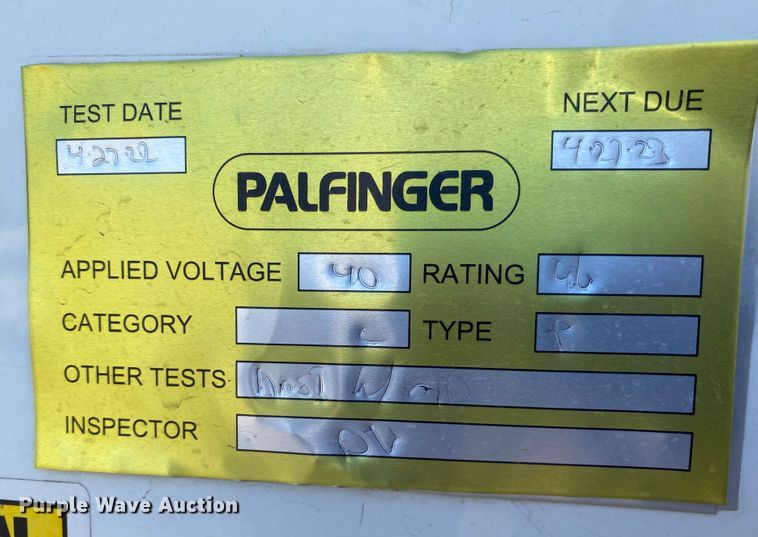 TEST DATE NEXT DUE
4-27-22 4-27-23
PALFINGER
APPLIED VOLTAGE 40 RATING 46
CATEGORY C TYPE P
OTHER TESTS
INSPECTOR DV
Purple Wave Auction